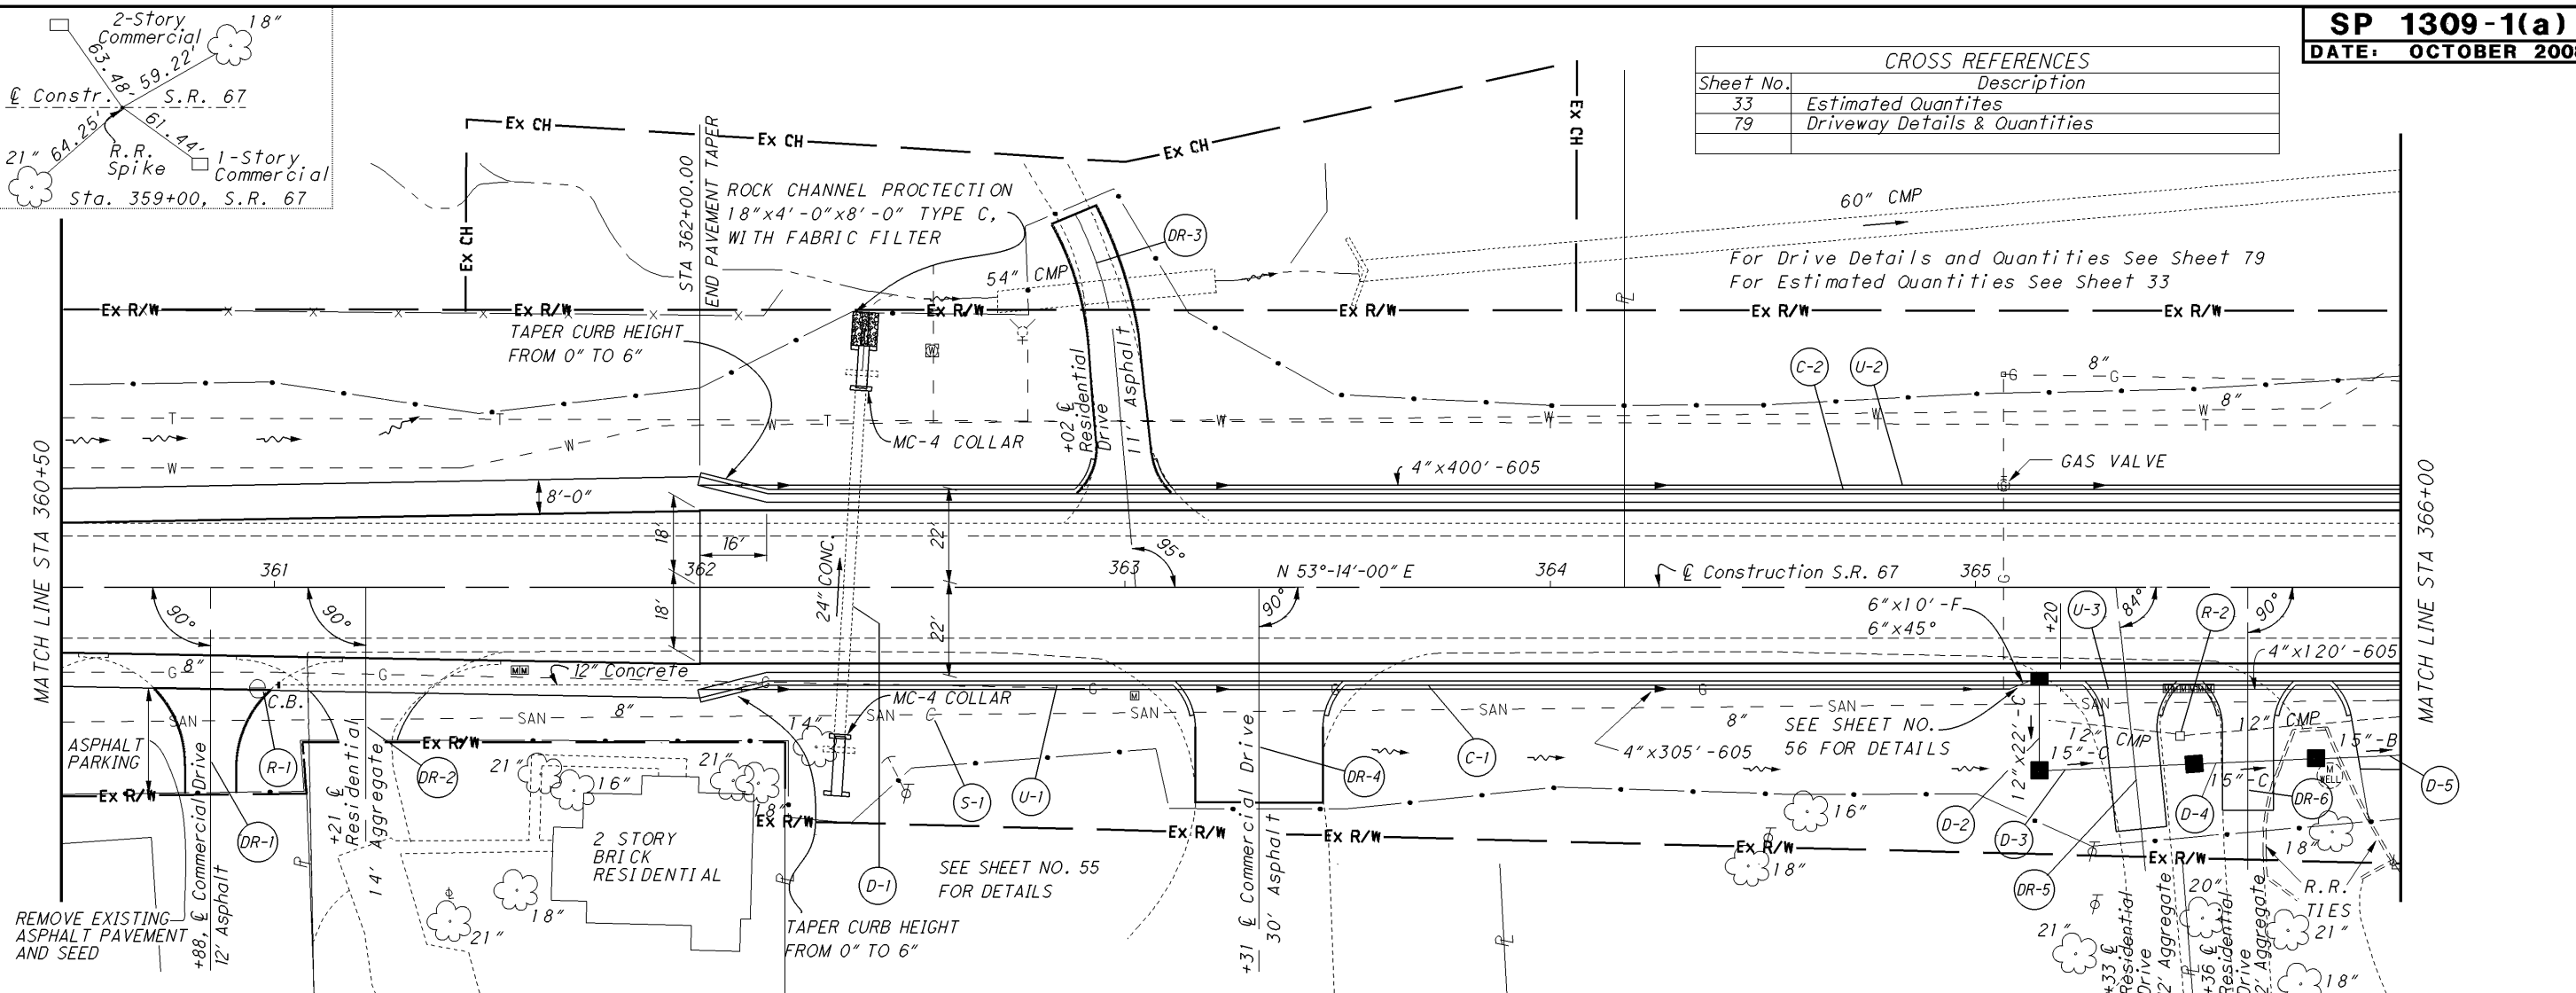 SP 1309-1(a)
DATE: OCTOBER 200
2-Story
Commercial
18"
63.48'
59.22'
℄ Constr.
S.R. 67
64.25'
61.44'
21"
R.R.
Spike
1-Story
Commercial
Sta. 359+00, S.R. 67
CROSS REFERENCES
Sheet No.
Description
33
Estimated Quantites
79
Driveway Details & Quantities
Ex CH
Ex CH
Ex CH
Ex CH
Ex CH
STA 362+00.00
END PAVEMENT TAPER
ROCK CHANNEL PROCTECTION
18"x4'-0"x8'-0" TYPE C,
WITH FABRIC FILTER
DR-3
60" CMP
54" CMP
For Drive Details and Quantities See Sheet 79
For Estimated Quantities See Sheet 33
Ex R/W
Ex R/W
Ex R/W
Ex R/W
Ex R/W
Ex R/W
TAPER CURB HEIGHT
FROM 0" TO 6"
W
+02 ℄
Residential
Drive
11' Asphalt
C-2
U-2
G
8"
G
8"
T
T
T
T
W
W
W
W
W
W
W
W
MC-4 COLLAR
4"x400'-605
GAS VALVE
MATCH LINE STA 360+50
MATCH LINE STA 366+00
8'-0"
18'
16'
22'
95°
361
362
363
N 53°-14'-00" E
364
℄ Construction S.R. 67
365
G
24" CONC.
90°
90°
18'
22'
90°
6"x10'-F
6"x45°
+20
U-3
84°
R-2
90°
8"
G
G
12" Concrete
4"x120'-605
C.B.
MC-4 COLLAR
SAN
SAN
8"
14"
SAN
G
SAN
SAN
8"
SAN
SAN
12" CMP
ASPHALT
PARKING
R-1
Ex R/W
DR-2
21"
16"
21"
18"
S-1
U-1
C-1
DR-4
4"x305'-605
SEE SHEET NO.
56 FOR DETAILS
12"x22'-C
12" CMP
15"-C
15"-B
15"-C
M
WELL
D-5
DR-6
D-4
D-3
D-2
DR-5
Ex R/W
Ex R/W
Ex R/W
Ex R/W
Ex R/W
Ex R/W
16"
18"
18"
DR-1
+21 ℄
Residential
14' Aggregate
+88, ℄ Commercial Drive
12' Asphalt
2 STORY
BRICK
RESIDENTIAL
D-1
SEE SHEET NO. 55
FOR DETAILS
+31 ℄ Commercial Drive
30' Asphalt
REMOVE EXISTING
ASPHALT PAVEMENT
AND SEED
18"
21"
TAPER CURB HEIGHT
FROM 0" TO 6"
20"
R.R.
TIES
21"
21"
18"
+33 ℄
Residential
Drive
2' Aggregate
+36 ℄
Residential
Drive
2' Aggregate